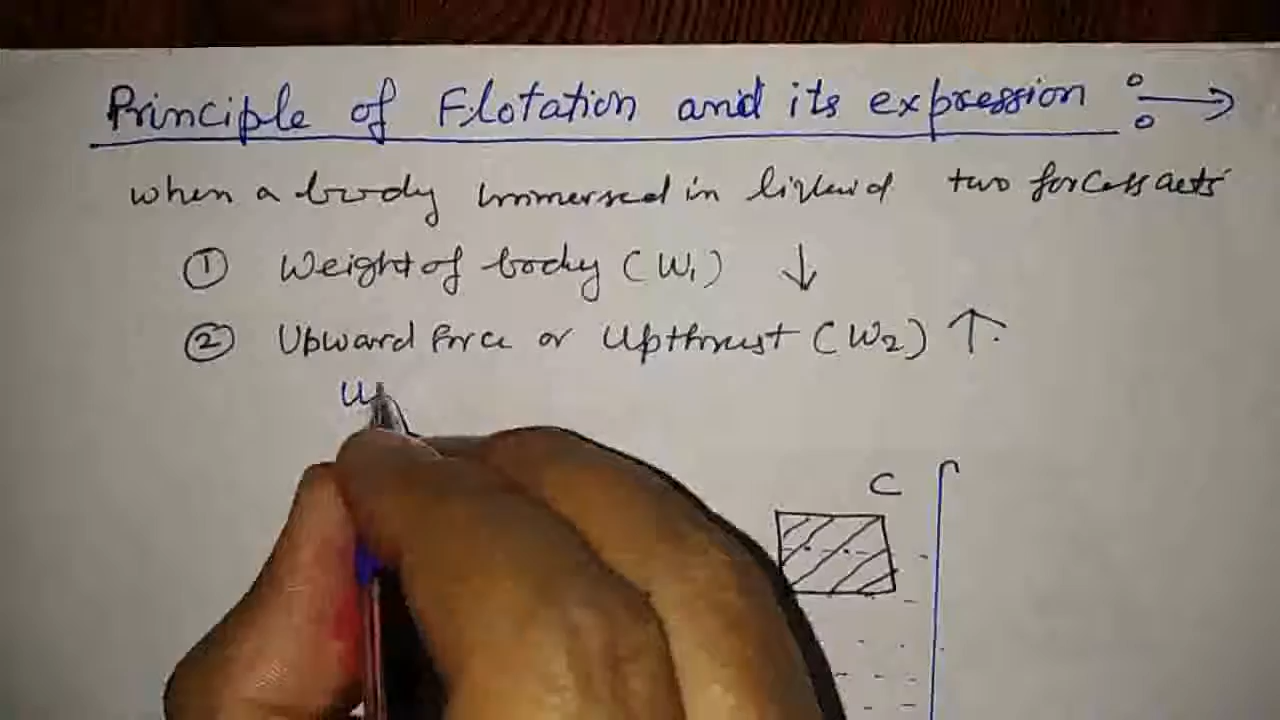 Principle of Flotation and its expression :→
when a body immersed in liquid two forcess acts
① Weight of body (W₁) ↓
② Upward Force or Upthrust (W₂) ↑
C